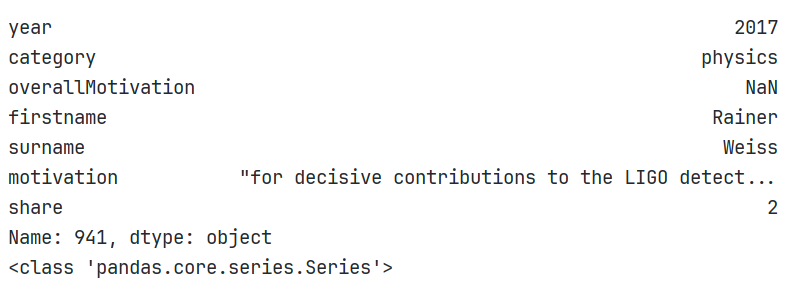 year 2017
category physics
overallMotivation NaN
firstname Rainer
surname Weiss
motivation "for decisive contributions to the LIGO detect...
share 2
Name: 941, dtype: object
<class 'pandas.core.series.Series'>